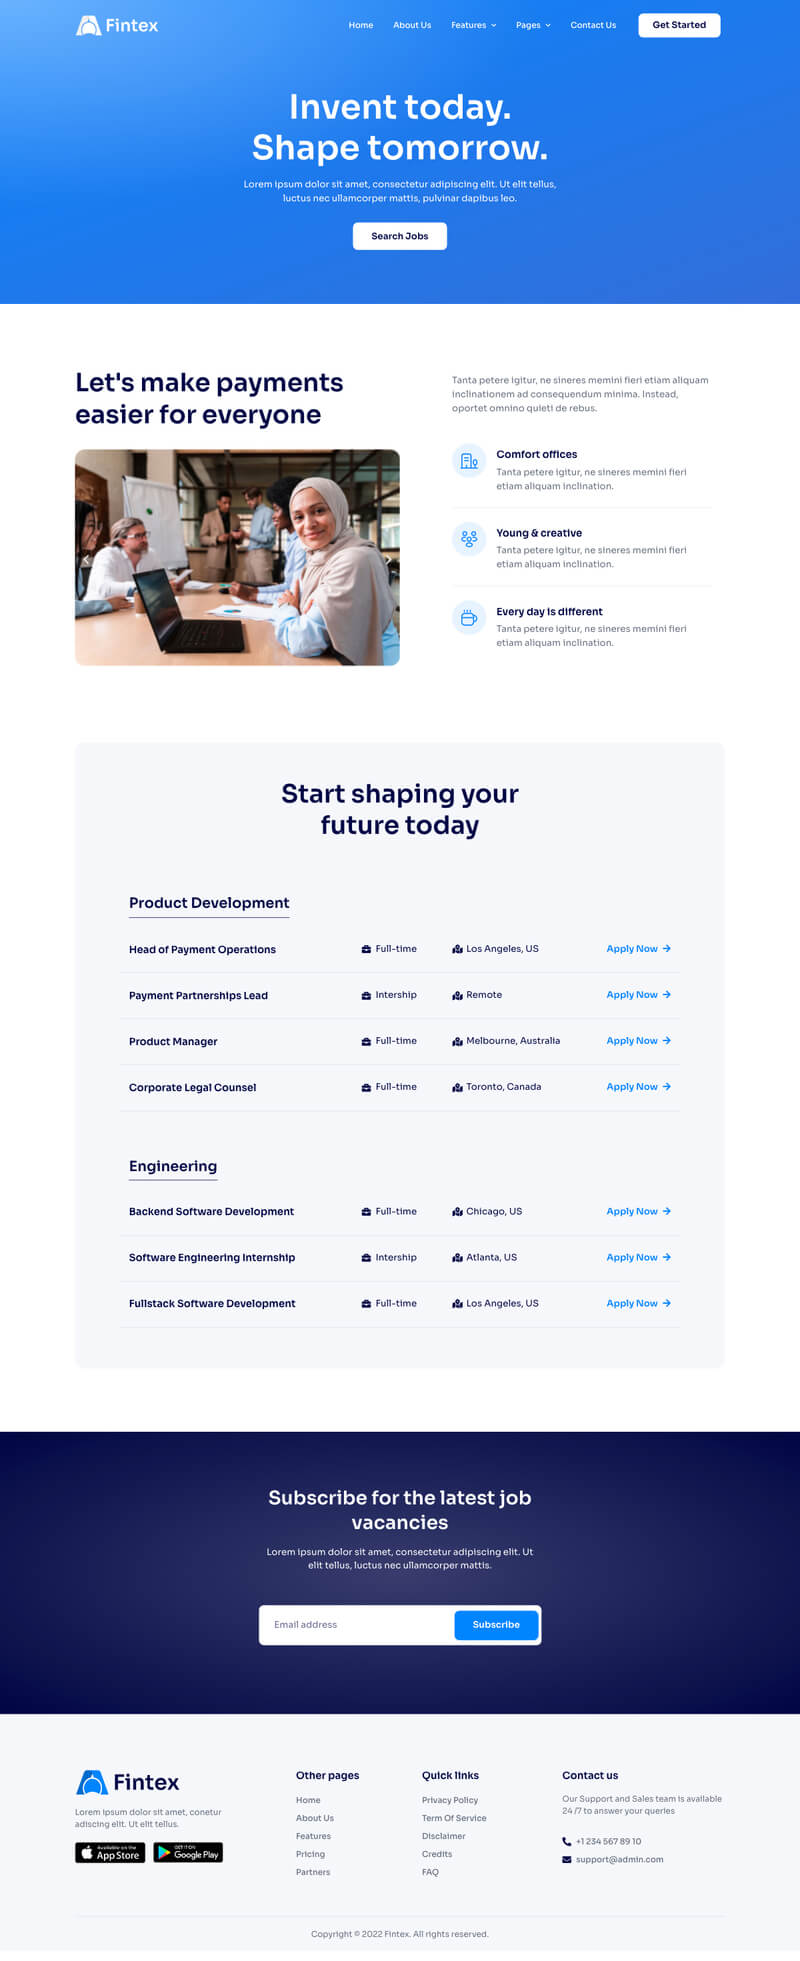 Fintex
Home About Us Features Pages Contact Us Get Started
Invent today.
Shape tomorrow.
Lorem ipsum dolor sit amet, consectetur adipiscing elit. Ut elit tellus,
luctus nec ullamcorper mattis, pulvinar dapibus leo.
Search Jobs
Let's make payments
easier for everyone
Tanta petere igitur, ne sineres memini fieri etiam aliquam
inclinationem ad consequendum minima. Instead,
oportet omnino quieti de rebus.
Comfort offices
Tanta petere igitur, ne sineres memini fieri
etiam aliquam inclination.
Young & creative
Tanta petere igitur, ne sineres memini fieri
etiam aliquam inclination.
Every day is different
Tanta petere igitur, ne sineres memini fieri
etiam aliquam inclination.
Start shaping your
future today
Product Development
Head of Payment Operations Full-time Los Angeles, US Apply Now
Payment Partnerships Lead Intership Remote Apply Now
Product Manager Full-time Melbourne, Australia Apply Now
Corporate Legal Counsel Full-time Toronto, Canada Apply Now
Engineering
Backend Software Development Full-time Chicago, US Apply Now
Software Engineering Internship Intership Atlanta, US Apply Now
Fullstack Software Development Full-time Los Angeles, US Apply Now
Subscribe for the latest job
vacancies
Lorem ipsum dolor sit amet, consectetur adipiscing elit. Ut
elit tellus, luctus nec ullamcorper mattis.
Email address Subscribe
Fintex
Lorem ipsum dolor sit amet, conetur
adiscing elit. Ut elit tellus.
Available on the
App Store
GET IT ON
Google Play
Other pages
Home
About Us
Features
Pricing
Partners
Quick links
Privacy Policy
Term Of Service
Disclaimer
Credits
FAQ
Contact us
Our Support and Sales team is available
24 /7 to answer your queries
+1 234 567 89 10
support@admin.com
Copyright © 2022 Fintex. All rights reserved.